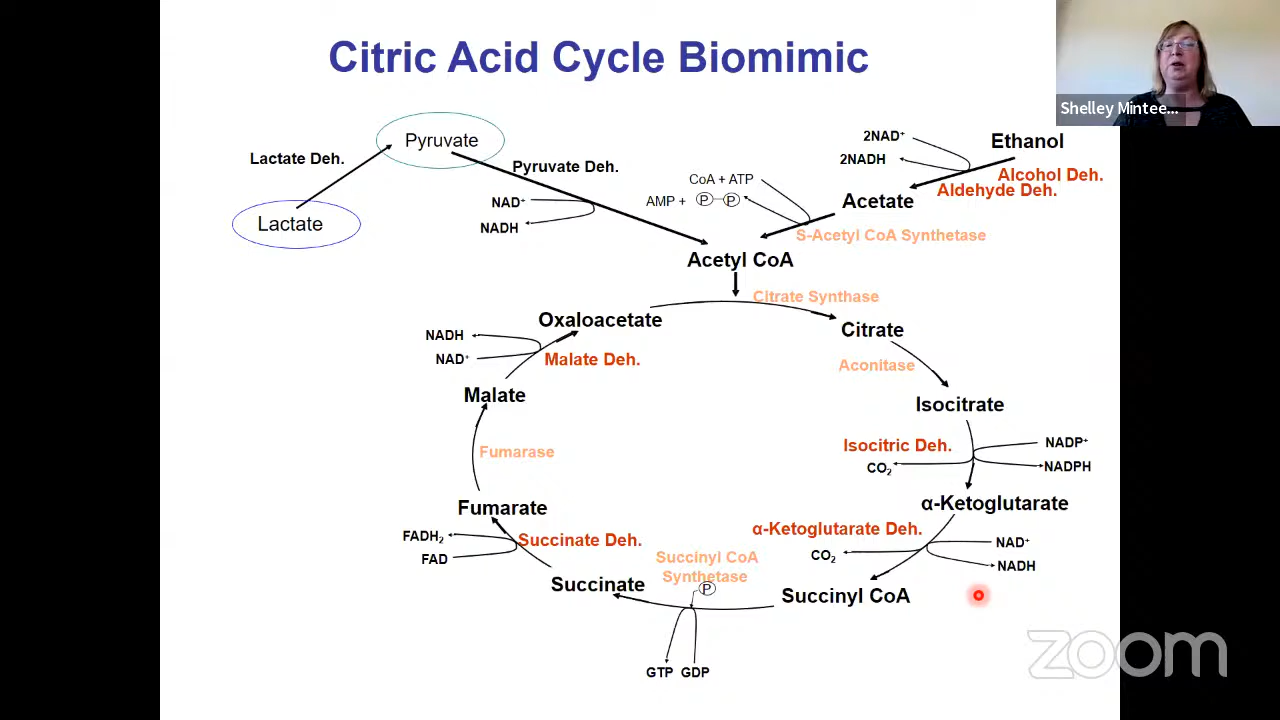 Citric Acid Cycle Biomimic
Shelley Mintee...
Pyruvate
Lactate Deh.
Lactate
Pyruvate Deh.
NAD⁺
NADH
2NAD⁺
2NADH
Ethanol
Alcohol Deh.
Aldehyde Deh.
Acetate
CoA + ATP
AMP + P P
S-Acetyl CoA Synthetase
Acetyl CoA
Citrate Synthase
Oxaloacetate
Citrate
NADH
NAD⁺
Malate Deh.
Aconitase
Malate
Isocitrate
Fumarase
Isocitric Deh.
NADP⁺
CO₂
NADPH
Fumarate
α-Ketoglutarate
FADH₂
FAD
Succinate Deh.
α-Ketoglutarate Deh.
CO₂
NAD⁺
NADH
Succinyl CoA
Synthetase
P
Succinate
Succinyl CoA
GTP GDP
zoom